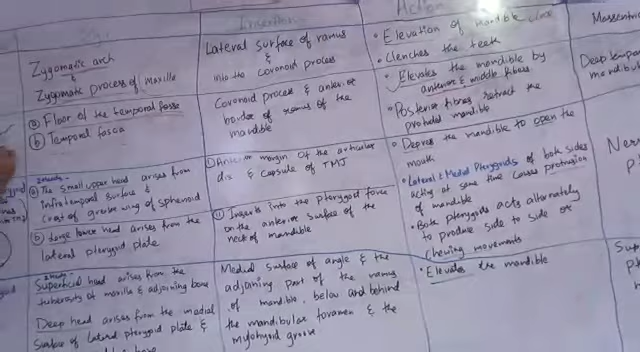 Insertion
Action
Zygomatic arch
&
Zygomatic process of Maxilla
Lateral surface of ramus
&
into the coronoid process
• Elevation of mandible
• Clenches the teeth
Masseteric
ⓐ Floor of the temporal fossa
ⓑ Temporal fascia
Coronoid process & anterior
border of ramus of the
mandible
• Elevates the mandible by
anterior & middle fibres
• Posterior fibres retract the
protruded mandible
Deep temporal
mandibular
2 heads
ⓐ The small upper head arises from
infratemporal surface &
crest of greater wing of sphenoid
ⓑ Large lower head arises from the
lateral pterygoid plate
Anterior margin of the articular
disc & capsule of TMJ
Inserts into the pterygoid fovea
on the anterior surface of the
neck of mandible
• Depress the mandible to open the
mouth
• Lateral & Medial Pterygoids of both sides
acting at same time causes protrusion
of mandible
• Both pterygoids acts alternately
to produce side to side or
chewing movements
Superficial head arises from the
tuberosity of maxilla & adjoining bone
Deep head arises from the medial
surface of lateral pterygoid plate &
Medial surface of angle & the
adjoining part of the ramus
of mandible, below and behind
the mandibular foramen & the
mylohyoid groove
• Elevates the mandible